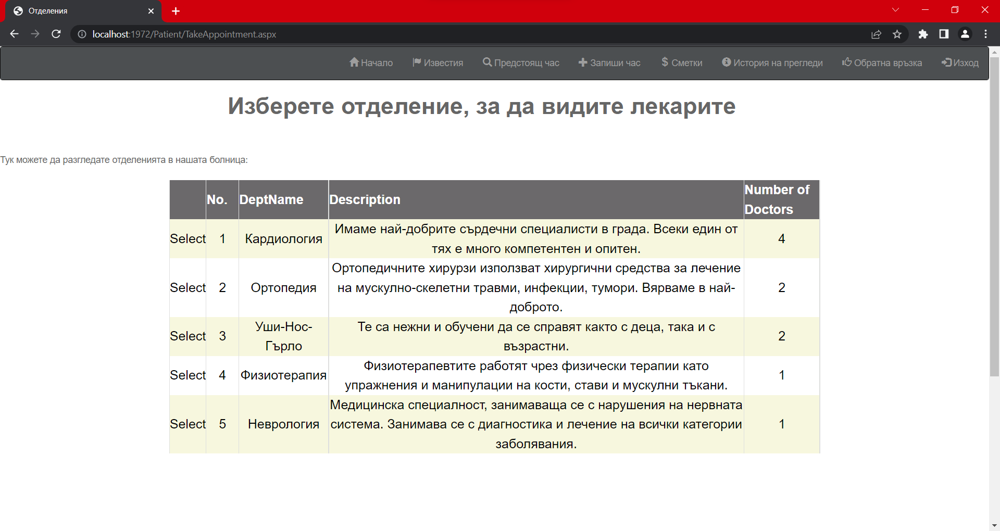 Отделения
localhost:1972/Patient/TakeAppointment.aspx
Начало Известия Предстоящ час Запиши час Сметки История на прегледи Обратна връзка Изход
Изберете отделение, за да видите лекарите
Тук можете да разгледате отделенията в нашата болница:
No. DeptName Description Number of
Doctors
Select 1 Кардиология Имаме най-добрите сърдечни специалисти в града. Всеки един от
тях е много компетентен и опитен. 4
Select 2 Ортопедия Ортопедичните хирурзи използват хирургични средства за лечение
на мускулно-скелетни травми, инфекции, тумори. Вярваме в най-
доброто. 2
Select 3 Уши-Нос-
Гърло Те са нежни и обучени да се справят както с деца, така и с
възрастни. 2
Select 4 Физиотерапия Физиотерапевтите работят чрез физически терапии като
упражнения и манипулации на кости, стави и мускулни тъкани. 1
Select 5 Неврология Медицинска специалност, занимаваща се с нарушения на нервната
система. Занимава се с диагностика и лечение на всички категории
заболявания. 1